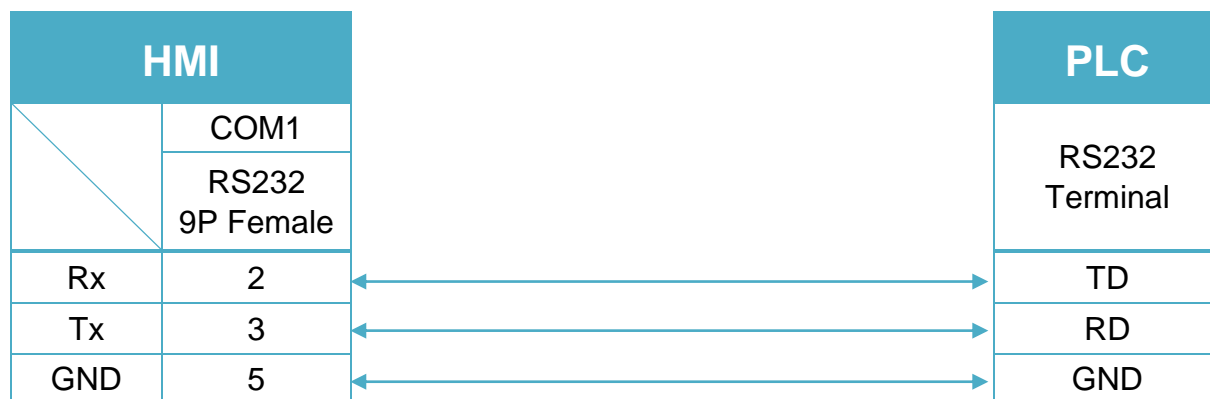 HMI
PLC
COM1
RS232
9P Female
RS232
Terminal
Rx 2 TD
Tx 3 RD
GND 5 GND